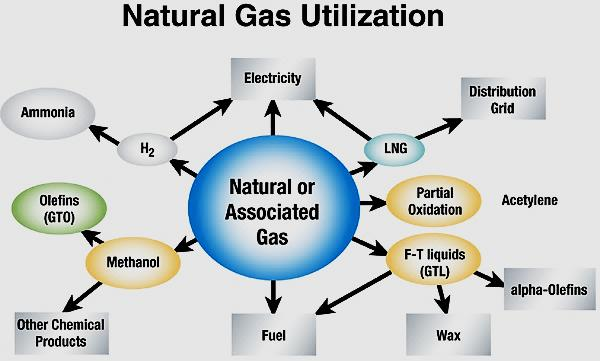 Natural Gas Utilization
Electricity
Ammonia
Distribution
Grid
H2
LNG
Natural or
Associated
Gas
Olefins
(GTO)
Partial
Oxidation
Acetylene
Methanol
F-T liquids
(GTL)
alpha-Olefins
Other Chemical
Products
Fuel
Wax